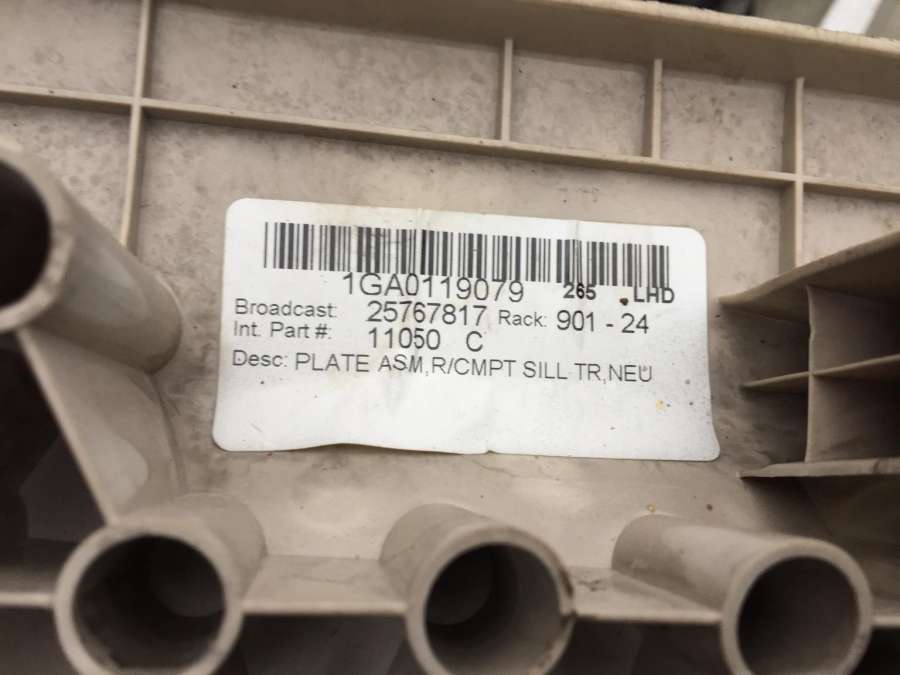 1GA0119079 265 LHD
Broadcast: 25767817 Rack: 901 - 24
Int. Part #: 11050 C
Desc: PLATE ASM,R/CMPT SILL TR,NEU